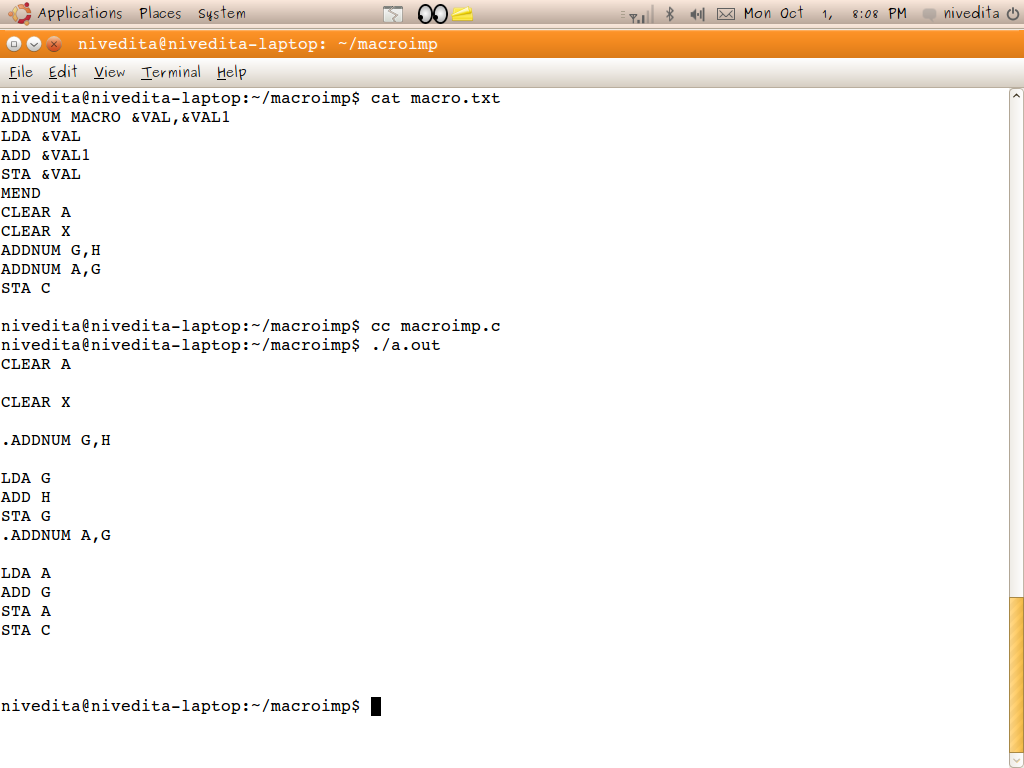 Applications Places System Mon Oct 1, 8:08 PM nivedita
nivedita@nivedita-laptop: ~/macroimp
File Edit View Terminal Help
nivedita@nivedita-laptop:~/macroimp$ cat macro.txt
ADDNUM MACRO &VAL,&VAL1
LDA &VAL
ADD &VAL1
STA &VAL
MEND
CLEAR A
CLEAR X
ADDNUM G,H
ADDNUM A,G
STA C
nivedita@nivedita-laptop:~/macroimp$ cc macroimp.c
nivedita@nivedita-laptop:~/macroimp$ ./a.out
CLEAR A
CLEAR X
.ADDNUM G,H
LDA G
ADD H
STA G
.ADDNUM A,G
LDA A
ADD G
STA A
STA C
nivedita@nivedita-laptop:~/macroimp$